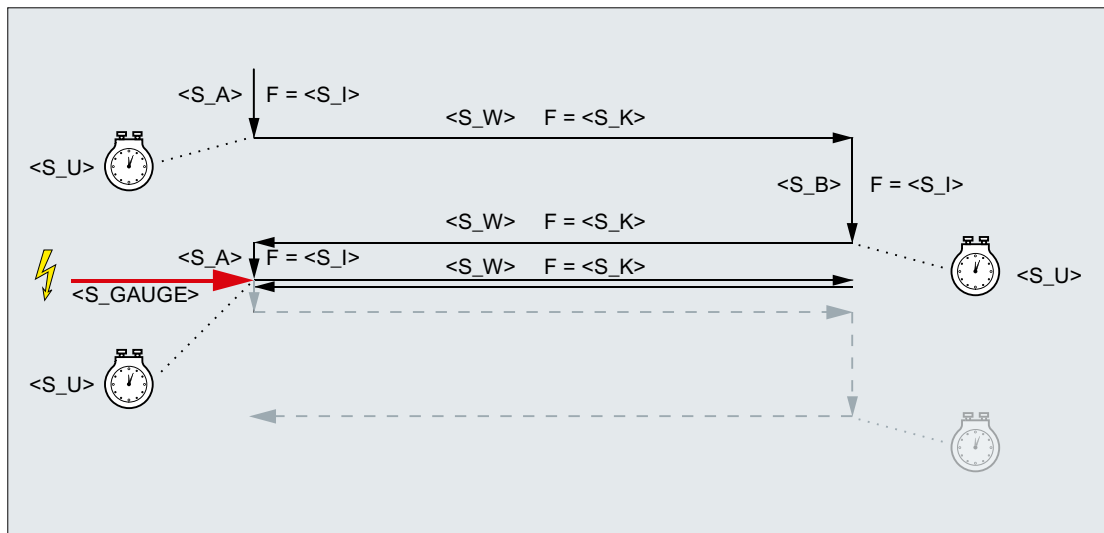 <S_A> F = <S_I>
<S_W> F = <S_K>
<S_U>
<S_B> F = <S_I>
<S_W> F = <S_K>
<S_A> F = <S_I>
<S_W> F = <S_K>
<S_U>
<S_GAUGE>
<S_U>